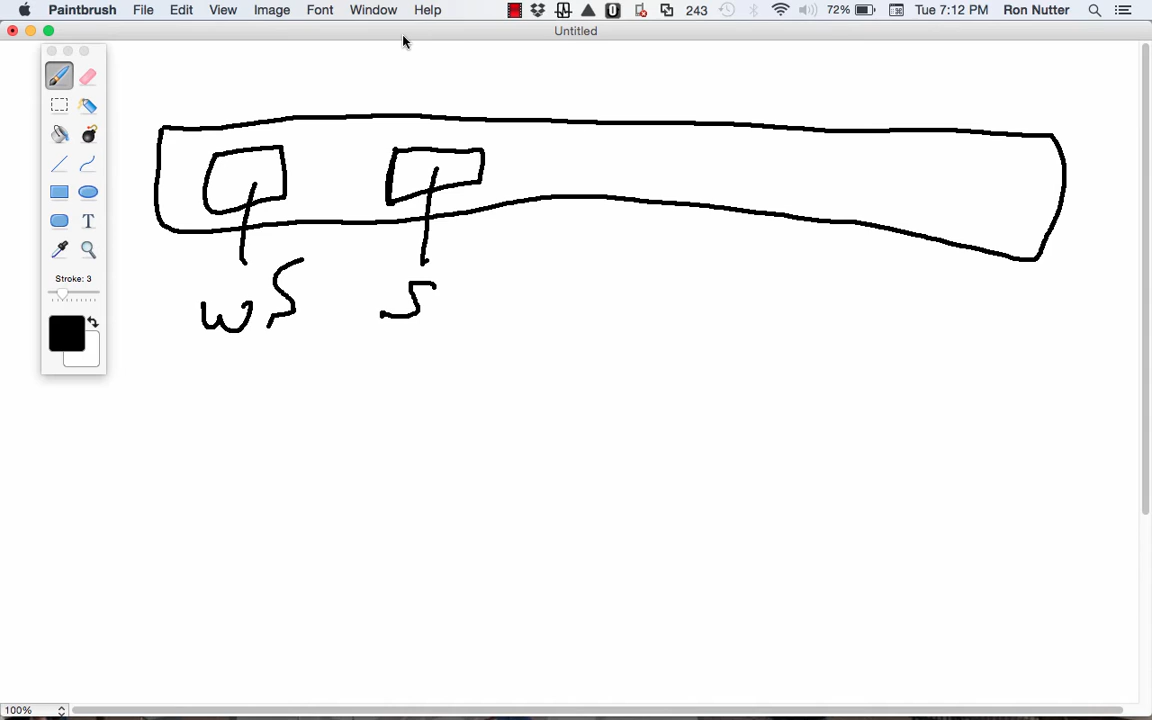 Paintbrush File Edit View Image Font Window Help 243 72% Tue 7:12 PM Ron Nutter
Untitled
T
Stroke: 3
WS S
100%